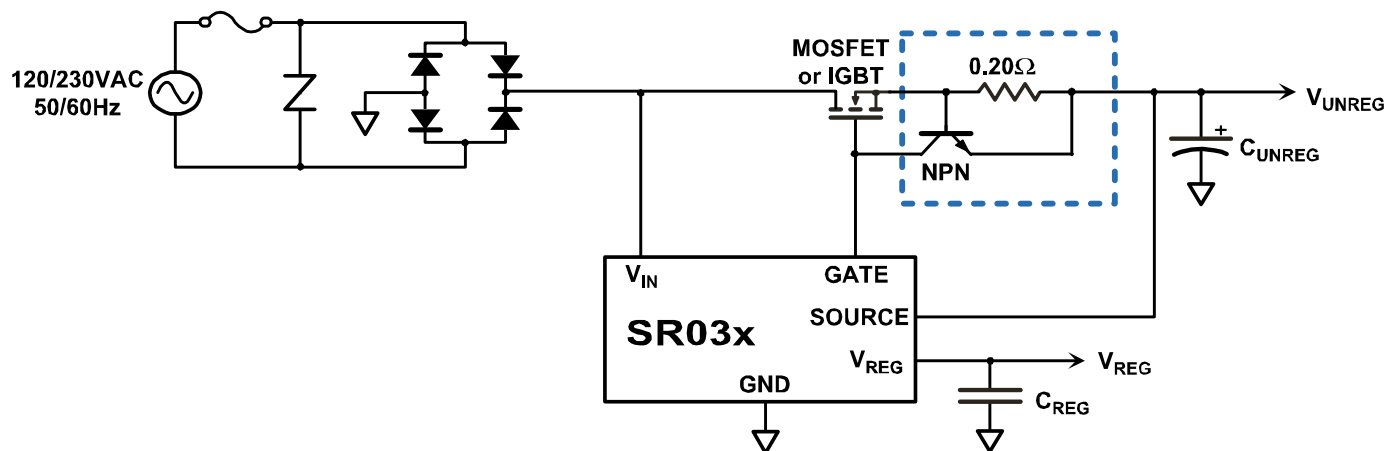 120/230VAC
50/60Hz
MOSFET
or IGBT
0.20Ω
NPN
VUNREG
+
CUNREG
VIN
GATE
SR03x
SOURCE
VREG
VREG
GND
CREG